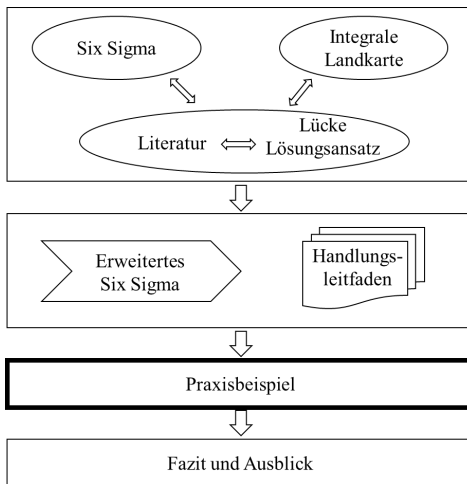 Six Sigma
Integrale
Landkarte
Literatur
Lücke
Lösungsansatz
Erweitertes
Six Sigma
Handlungs-
leitfaden
Praxisbeispiel
Fazit und Ausblick